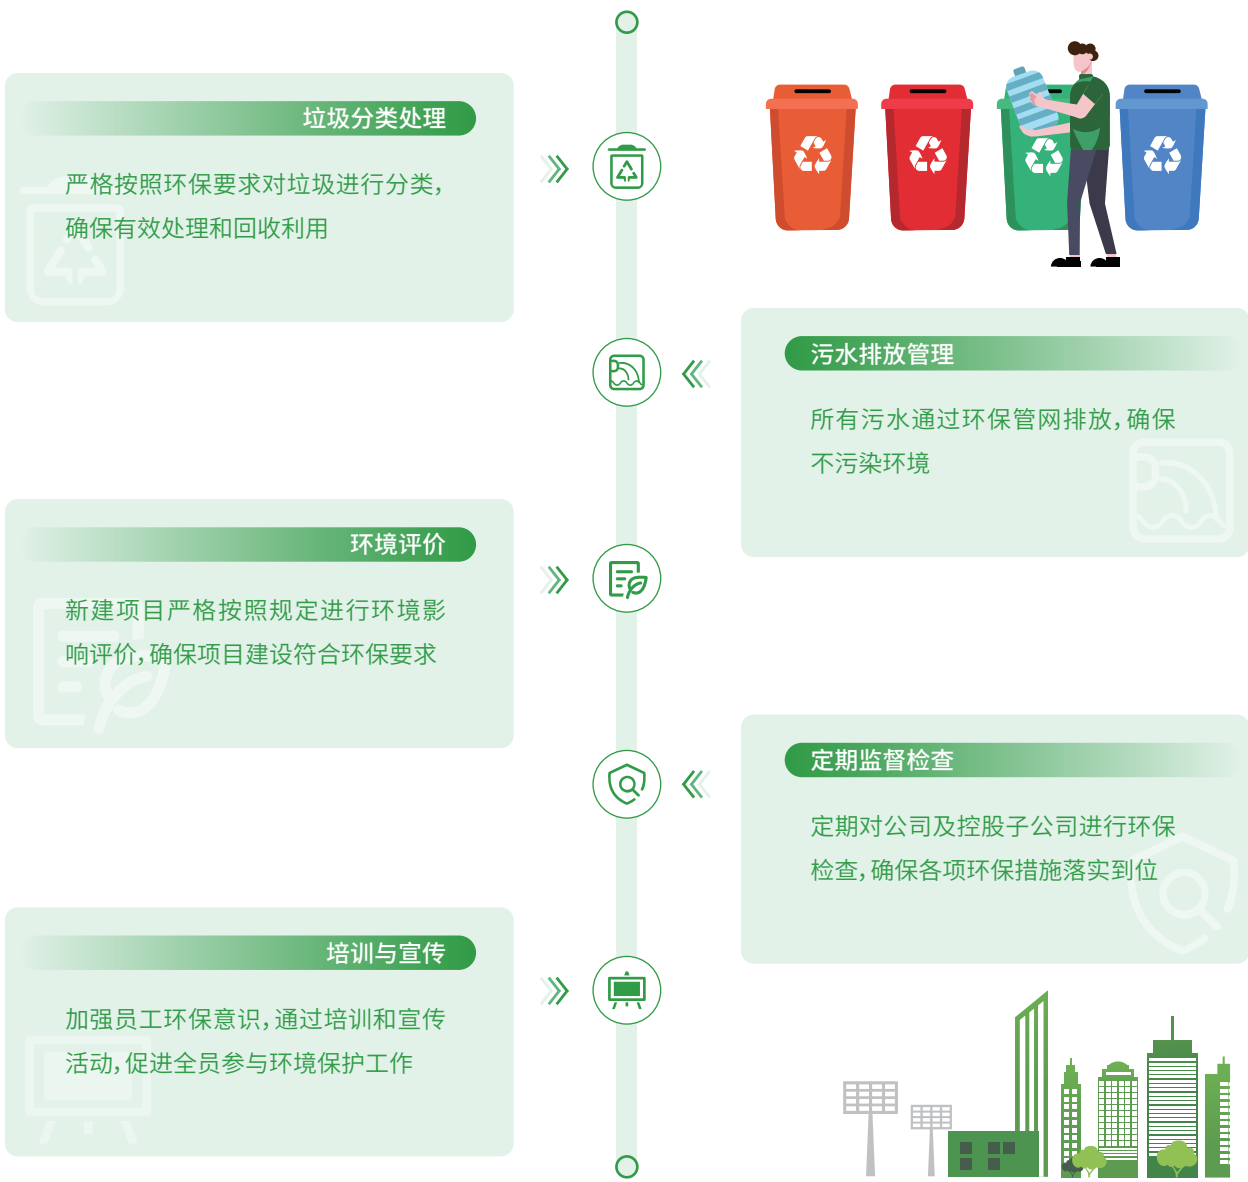 垃圾分类处理
严格按照环保要求对垃圾进行分类，
确保有效处理和回收利用
污水排放管理
所有污水通过环保管网排放，确保
不污染环境
环境评价
新建项目严格按照规定进行环境影
响评价，确保项目建设符合环保要求
定期监督检查
定期对公司及控股子公司进行环保
检查，确保各项环保措施落实到位
培训与宣传
加强员工环保意识，通过培训和宣传
活动，促进全员参与环境保护工作